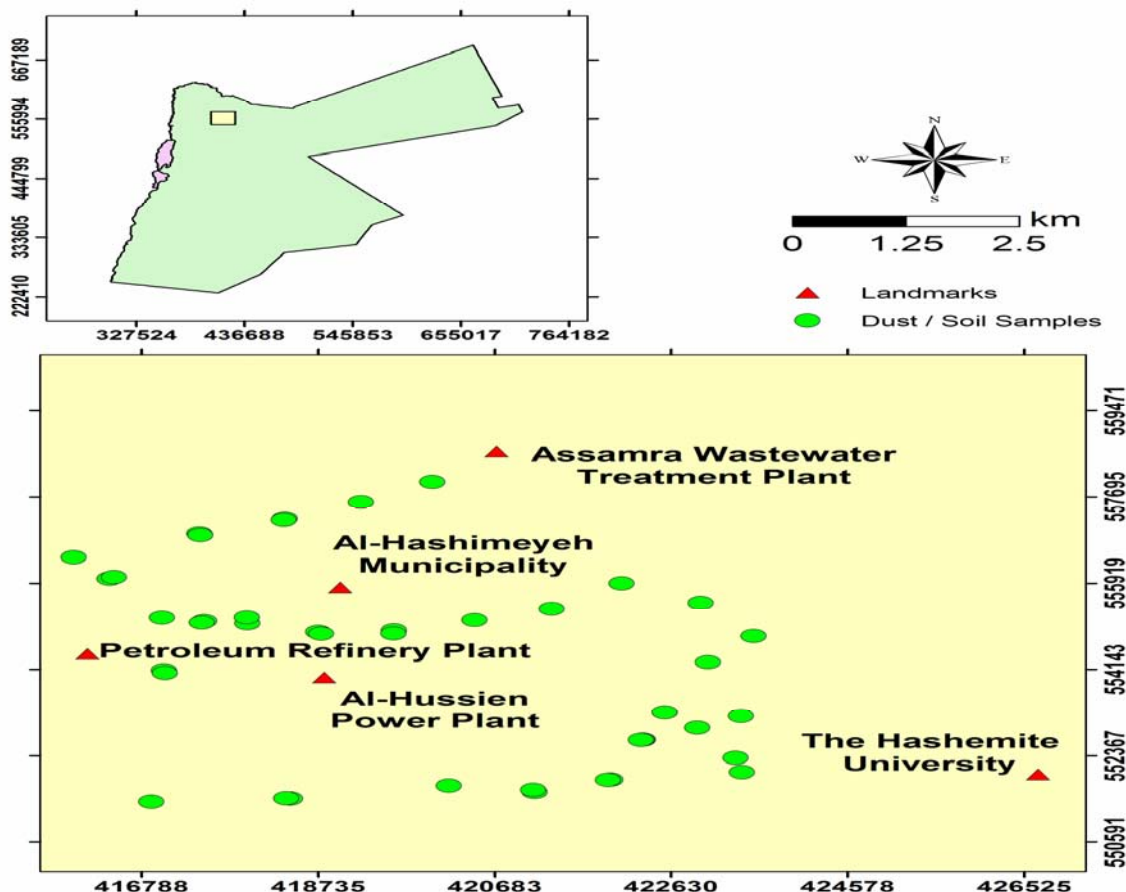 667189
555994
444799
333605
222410
327524 436688 545853 655017 764182
N
W E
S
km
0 1.25 2.5
Landmarks
Dust / Soil Samples
559471
557695
555919
554143
552367
550591
Assamra Wastewater
Treatment Plant
Al-Hashimeyeh
Municipality
Petroleum Refinery Plant
Al-Hussien
Power Plant
The Hashemite
University
416788 418735 420683 422630 424578 426525